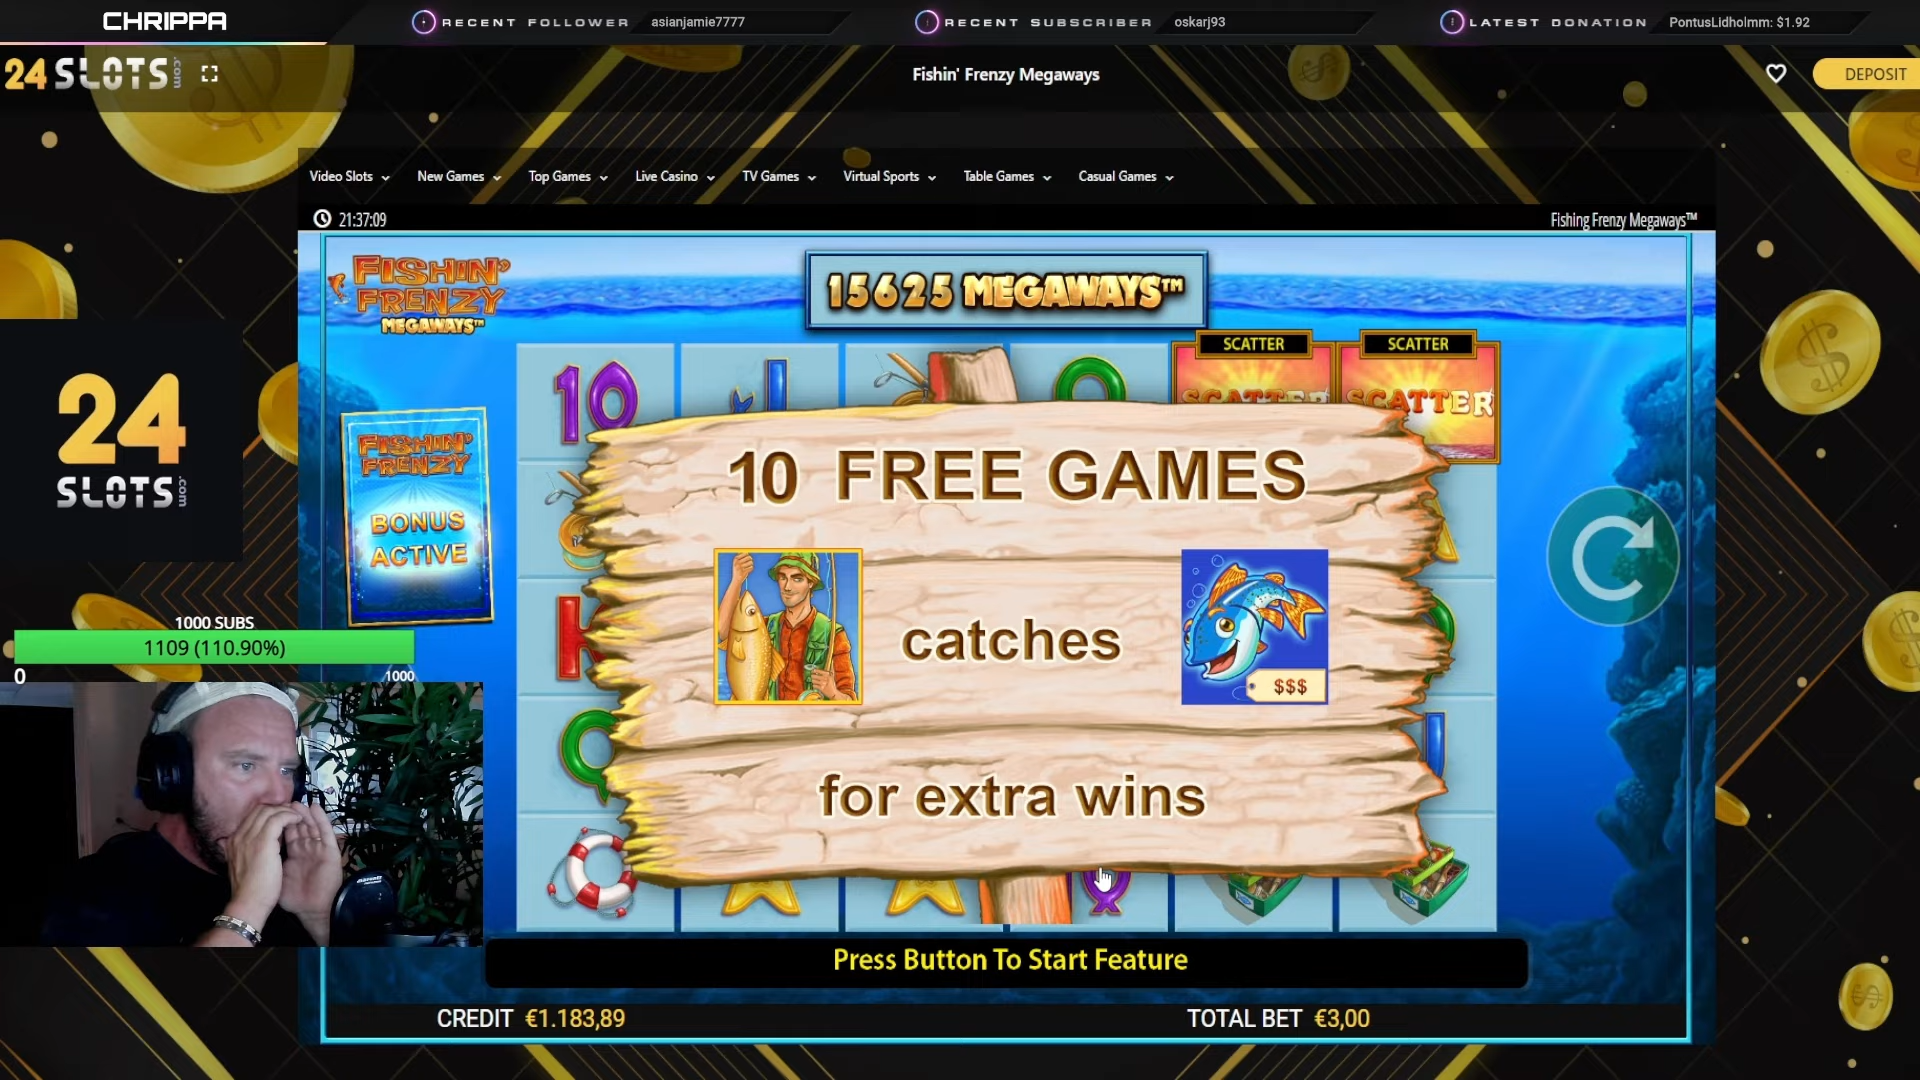 CHRIPPA
RECENT FOLLOWER asianjamie7777
RECENT SUBSCRIBER oskarj93
LATEST DONATION PontusLidholmm: $1.92
24 SLOTS.com
Fishin' Frenzy Megaways
DEPOSIT
Video Slots New Games Top Games Live Casino TV Games Virtual Sports Table Games Casual Games
21:37:09
Fishing Frenzy Megaways™
FISHIN' FRENZY MEGAWAYS™
15625 MEGAWAYS™
SCATTER
SCATTER
10
SCATTER
SCATTER
10 FREE GAMES
catches
$$$
for extra wins
FISHIN' FRENZY
BONUS
ACTIVE
K
24
SLOTS.com
1000 SUBS
1109 (110.90%)
0
1000
Press Button To Start Feature
CREDIT €1.183,89
TOTAL BET €3,00